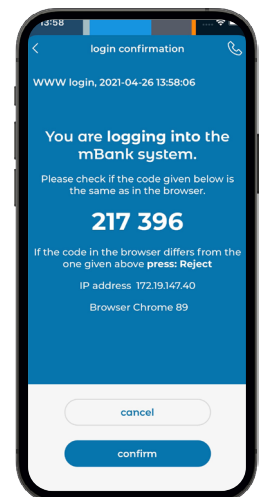 13:58
login confirmation
WWW login, 2021-04-26 13:58:06
You are logging into the
mBank system.
Please check if the code given below is
the same as in the browser.
217 396
If the code in the browser differs from the
one given above press: Reject
IP address 172.19.147.40
Browser Chrome 89
cancel
confirm